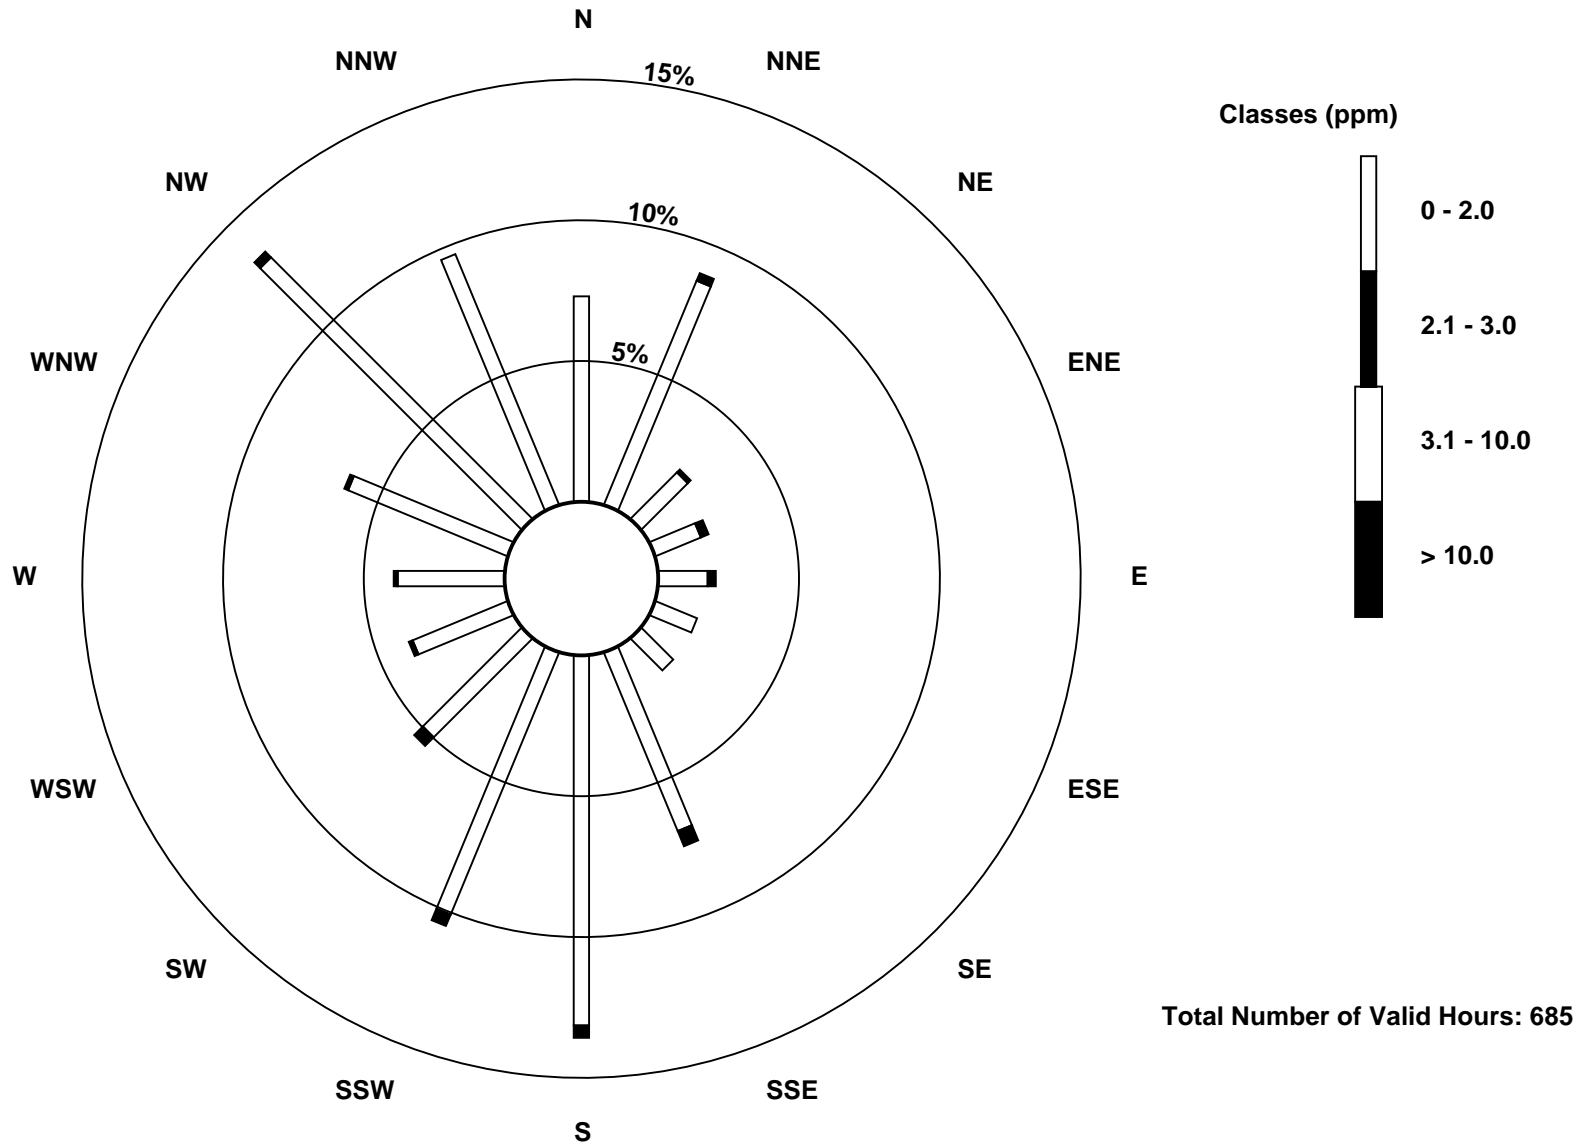 N
NNW
NNE
15%
Classes (ppm)
NW
NE
0 - 2.0
10%
2.1 - 3.0
5%
WNW
ENE
3.1 - 10.0
> 10.0
W
E
WSW
ESE
SW
SE
Total Number of Valid Hours: 685
SSW
SSE
S